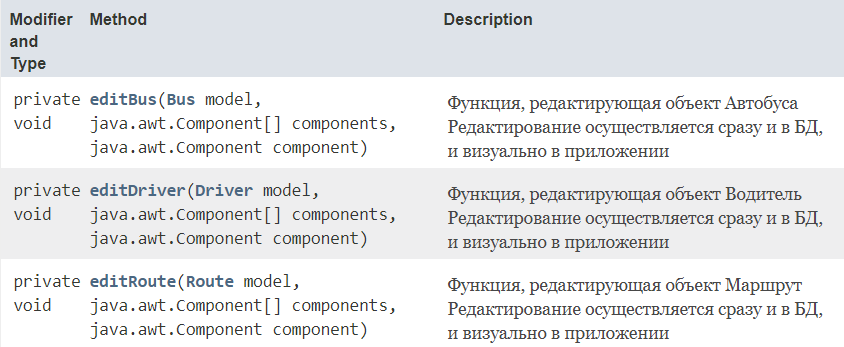 Modifier and Type Method Description
private editBus(Bus model, Функция, редактирующая объект Автобуса
void java.awt.Component[] components, Редактирование осуществляется сразу и в БД,
java.awt.Component component) и визуально в приложении
private editDriver(Driver model, Функция, редактирующая объект Водитель
void java.awt.Component[] components, Редактирование осуществляется сразу и в БД,
java.awt.Component component) и визуально в приложении
private editRoute(Route model, Функция, редактирующая объект Маршрут
void java.awt.Component[] components, Редактирование осуществляется сразу и в БД,
java.awt.Component component) и визуально в приложении